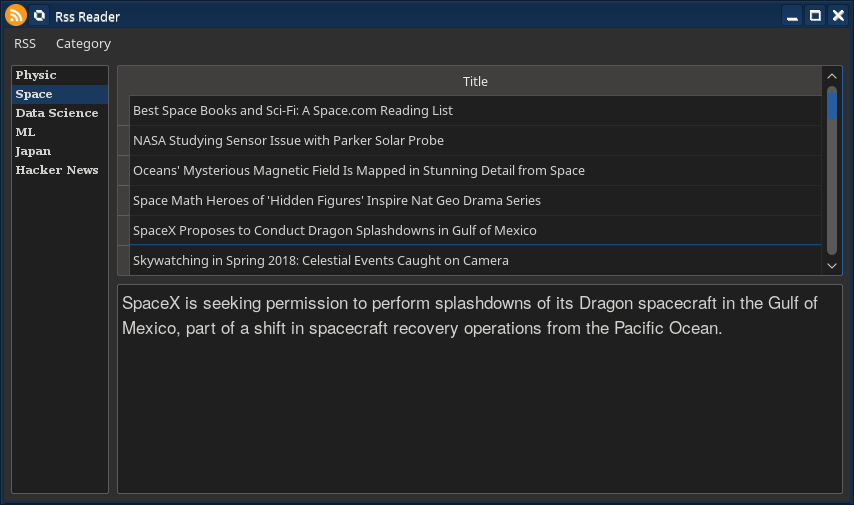 Rss Reader
RSS Category
Physic
Space
Data Science
ML
Japan
Hacker News
Title
Best Space Books and Sci-Fi: A Space.com Reading List
NASA Studying Sensor Issue with Parker Solar Probe
Oceans' Mysterious Magnetic Field Is Mapped in Stunning Detail from Space
Space Math Heroes of 'Hidden Figures' Inspire Nat Geo Drama Series
SpaceX Proposes to Conduct Dragon Splashdowns in Gulf of Mexico
Skywatching in Spring 2018: Celestial Events Caught on Camera
SpaceX is seeking permission to perform splashdowns of its Dragon spacecraft in the Gulf of
Mexico, part of a shift in spacecraft recovery operations from the Pacific Ocean.